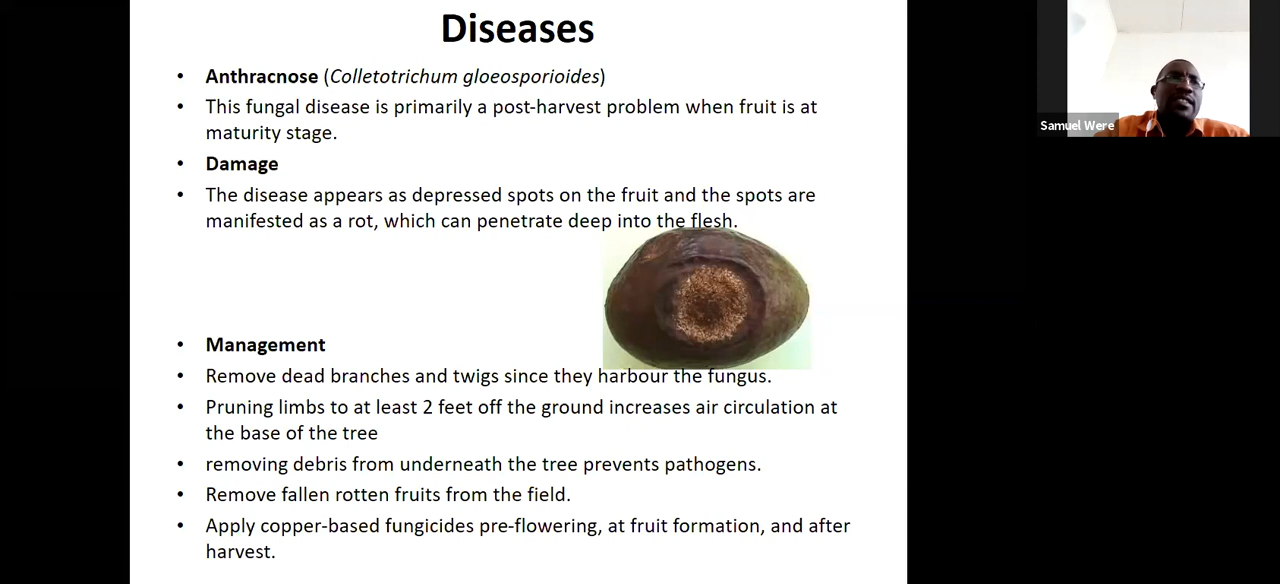 Diseases
• Anthracnose (Colletotrichum gloeosporioides)
• This fungal disease is primarily a post-harvest problem when fruit is at
maturity stage.
• Damage
• The disease appears as depressed spots on the fruit and the spots are
manifested as a rot, which can penetrate deep into the flesh.
• Management
• Remove dead branches and twigs since they harbour the fungus.
• Pruning limbs to at least 2 feet off the ground increases air circulation at
the base of the tree
• removing debris from underneath the tree prevents pathogens.
• Remove fallen rotten fruits from the field.
• Apply copper-based fungicides pre-flowering, at fruit formation, and after
harvest.
Samuel Were